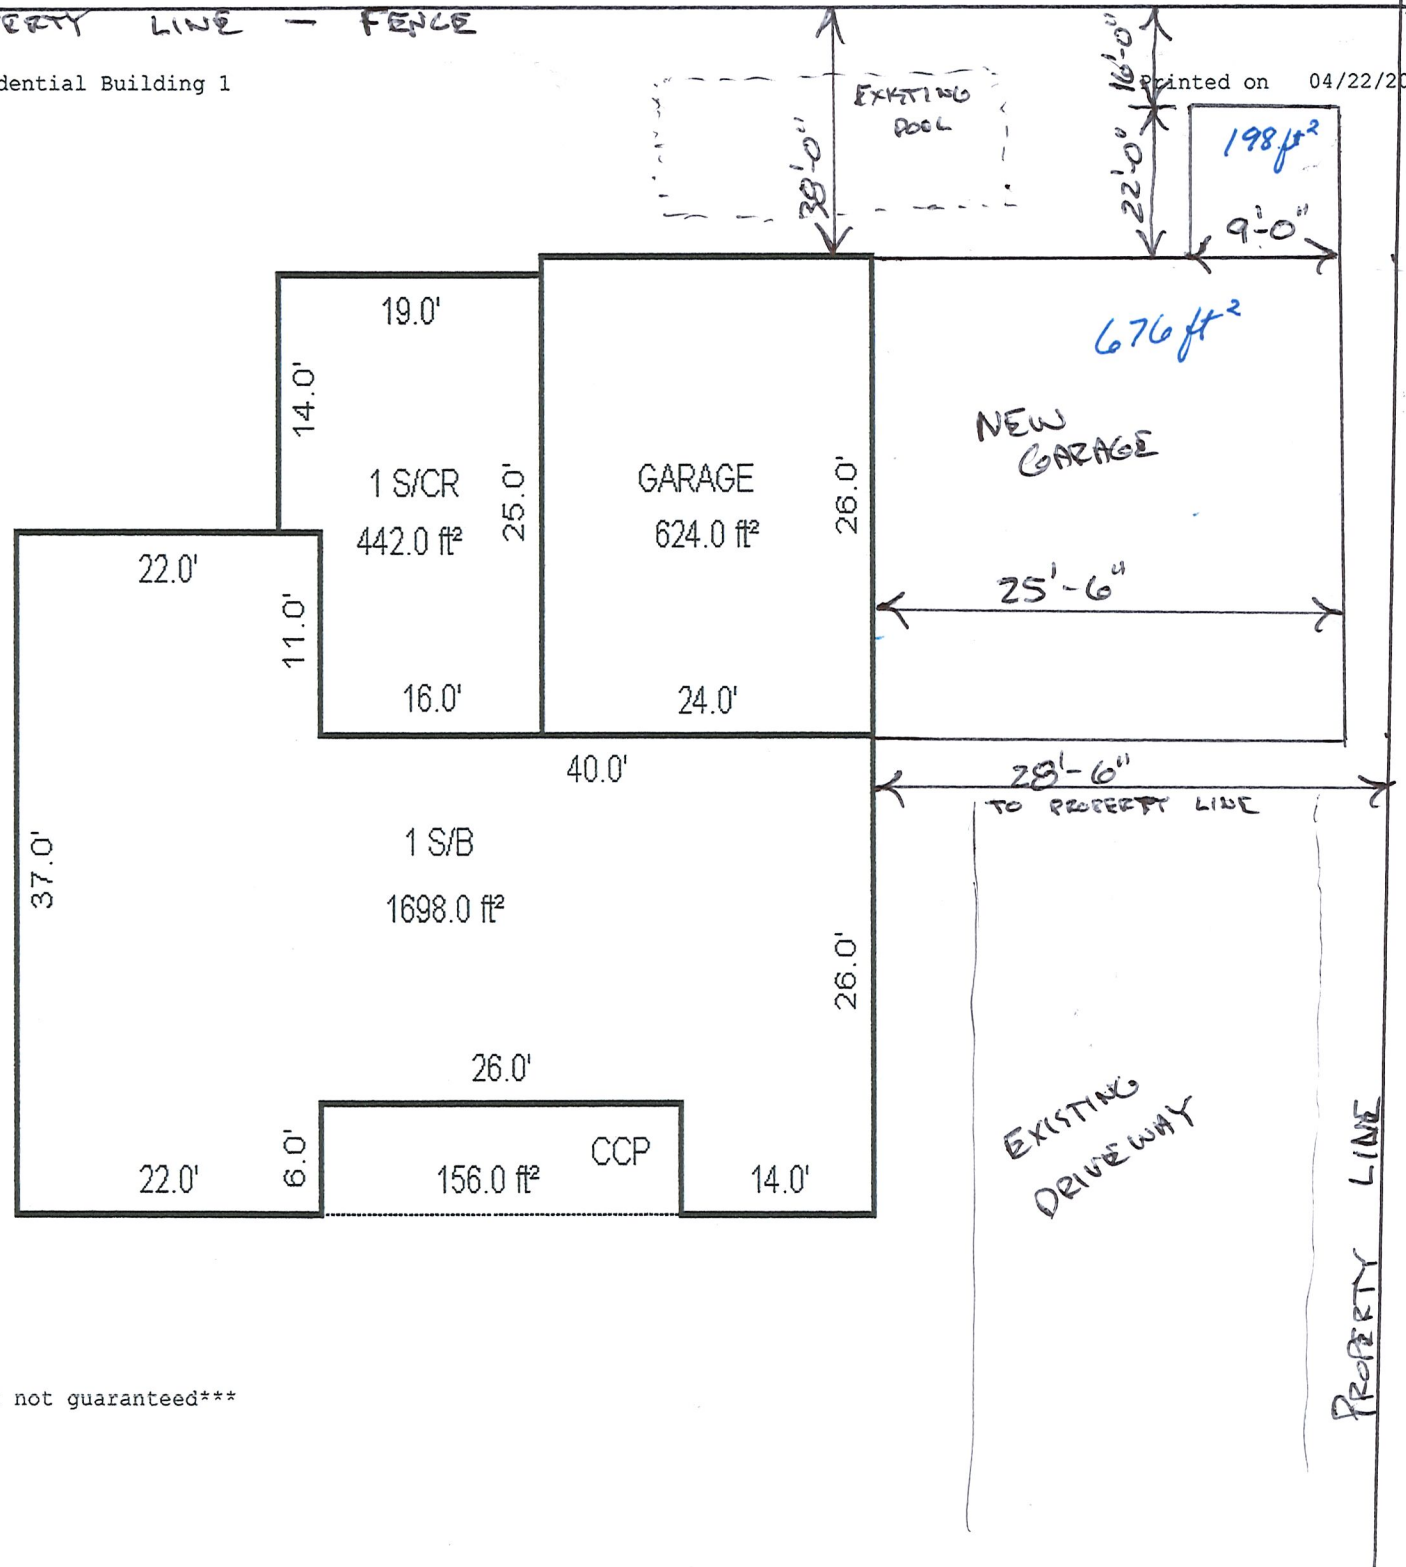 ERTY LINE — FENCE
dential Building 1
Printed on 04/22/20
16'-0"
EXISTING
POOL
38'-0"
22'-0"
198 ft²
9'-0"
19.0'
14.0'
676 ft²
NEW
GARAGE
1 S/CR
442.0 ft²
25.0'
GARAGE
624.0 ft²
26.0'
22.0'
11.0'
25'-6"
16.0'
24.0'
40.0'
28'-6"
TO PROPERTY LINE
1 S/B
1698.0 ft²
37.0'
26.0'
26.0'
EXISTING
DRIVEWAY
22.0'
6.0'
156.0 ft²
CCP
14.0'
PROPERTY LINE
not guaranteed***